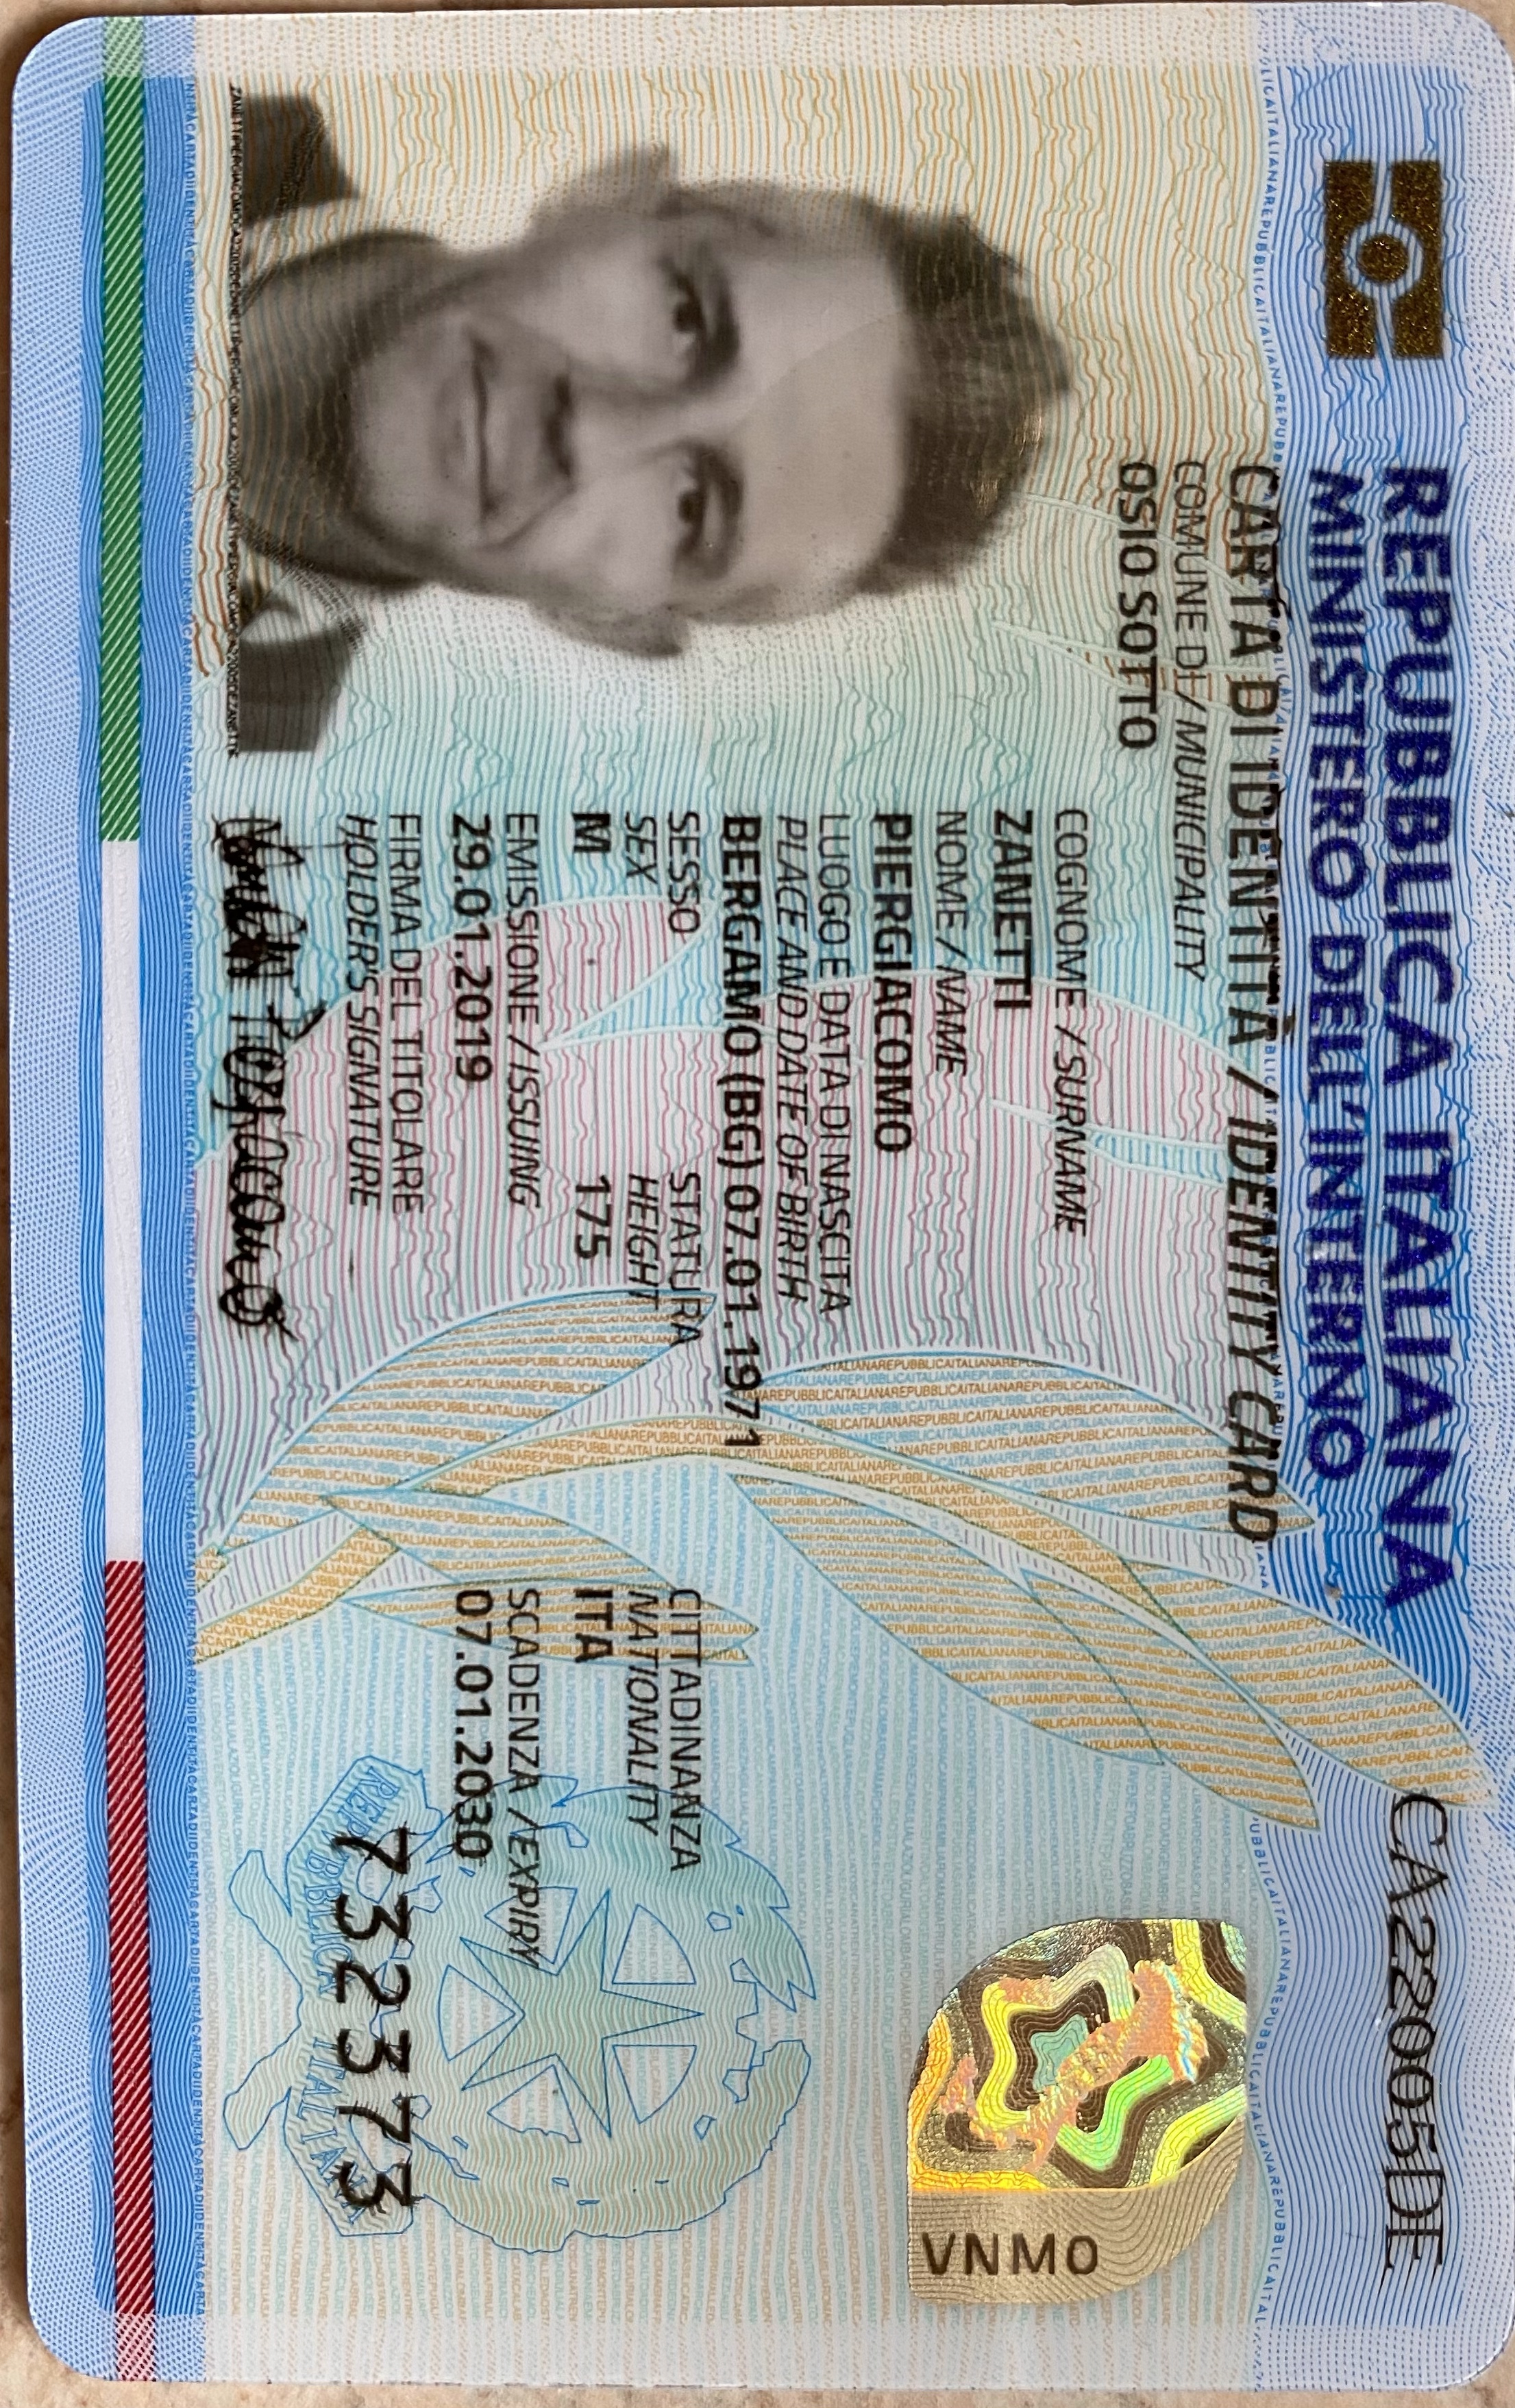 REPUBBLICA ITALIANA
MINISTERO DELL'INTERNO
CA22005DE
CARTA DI IDENTITÀ / IDENTITY CARD
COMUNE DI / MUNICIPALITY
OSIO SOTTO
COGNOME / SURNAME
ZANETTI
NOME / NAME
PIERGIACOMO
LUOGO E DATA DI NASCITA
PLACE AND DATE OF BIRTH
BERGAMO (BG) 07.01.1971
SESSO STATURA CITTADINANZA
SEX HEIGHT NATIONALITY
M 175 ITA
EMISSIONE / ISSUING SCADENZA / EXPIRY
29.01.2019 07.01.2030
FIRMA DEL TITOLARE
HOLDER'S SIGNATURE
Piergiacomo
732373
VNMO
REPUBBLICA ITALIANA